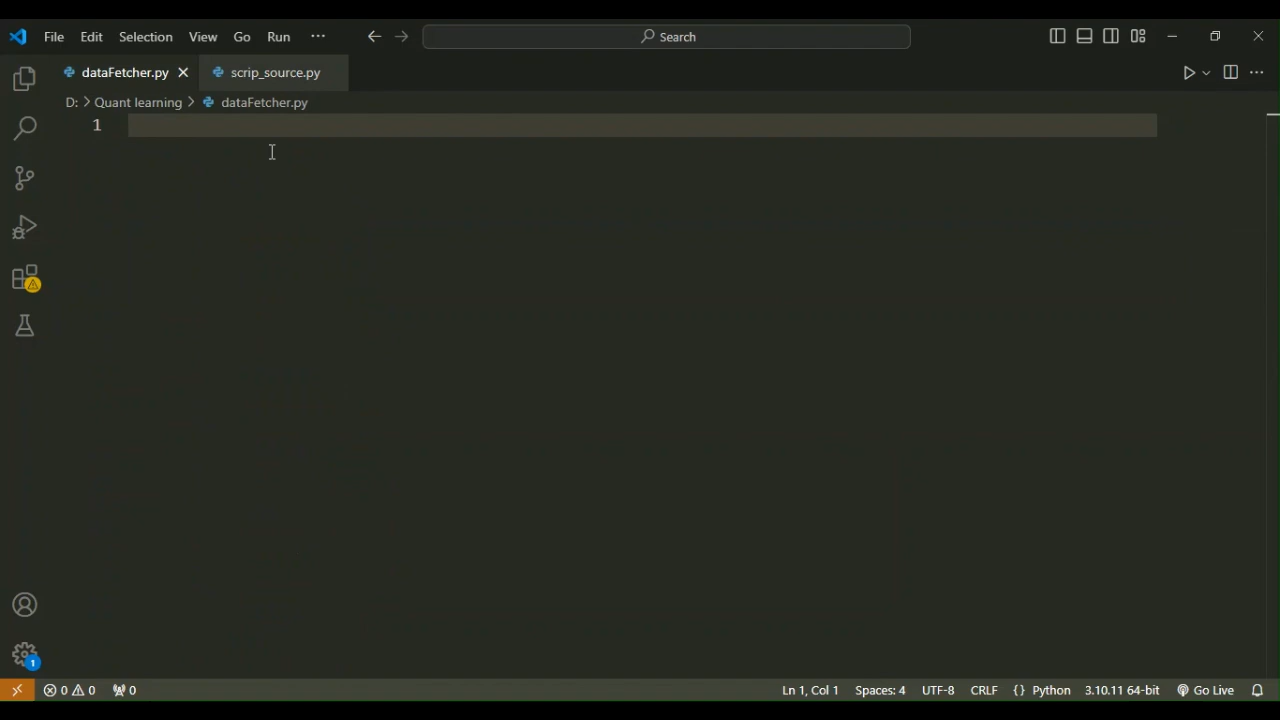 File Edit Selection View Go Run ··· Search
dataFetcher.py scrip_source.py
D: > Quant learning > dataFetcher.py
1
1
0 0 0 Ln 1, Col 1 Spaces: 4 UTF-8 CRLF {} Python 3.10.11 64-bit Go Live